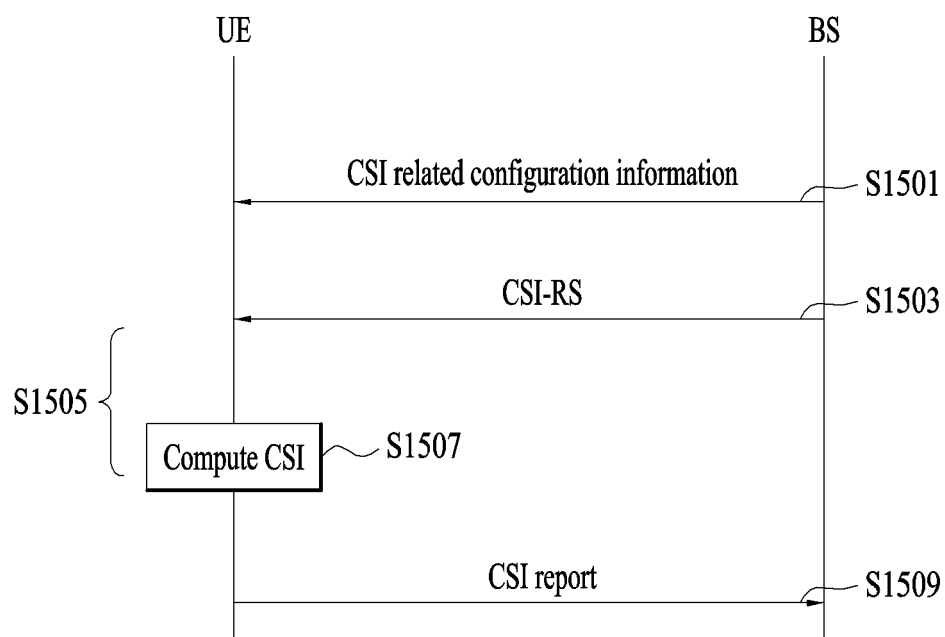 UE
BS
CSI related configuration information
S1501
CSI-RS
S1503
S1505
Compute CSI
S1507
CSI report
S1509